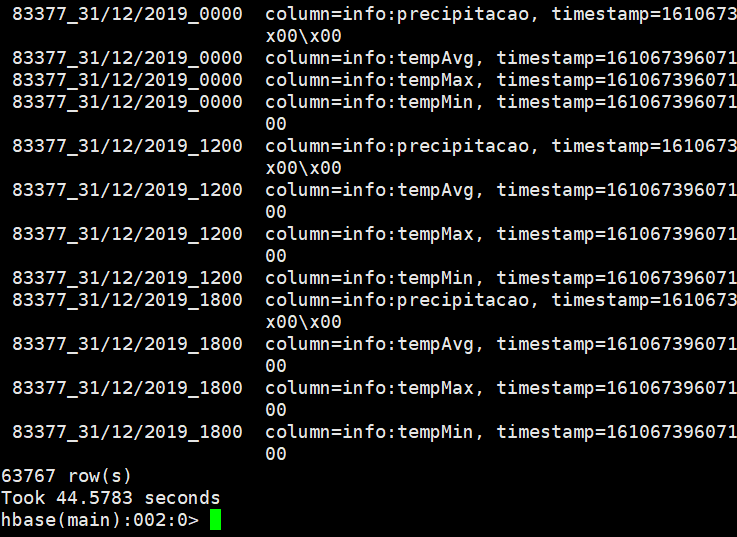 83377_31/12/2019_0000  column=info:precipitacao, timestamp=1610673
x00\x00
83377_31/12/2019_0000  column=info:tempAvg, timestamp=161067396071
83377_31/12/2019_0000  column=info:tempMax, timestamp=161067396071
83377_31/12/2019_0000  column=info:tempMin, timestamp=161067396071
00
83377_31/12/2019_1200  column=info:precipitacao, timestamp=1610673
x00\x00
83377_31/12/2019_1200  column=info:tempAvg, timestamp=161067396071
00
83377_31/12/2019_1200  column=info:tempMax, timestamp=161067396071
00
83377_31/12/2019_1200  column=info:tempMin, timestamp=161067396071
83377_31/12/2019_1800  column=info:precipitacao, timestamp=1610673
x00\x00
83377_31/12/2019_1800  column=info:tempAvg, timestamp=161067396071
00
83377_31/12/2019_1800  column=info:tempMax, timestamp=161067396071
00
83377_31/12/2019_1800  column=info:tempMin, timestamp=161067396071
00
63767 row(s)
Took 44.5783 seconds
hbase(main):002:0>